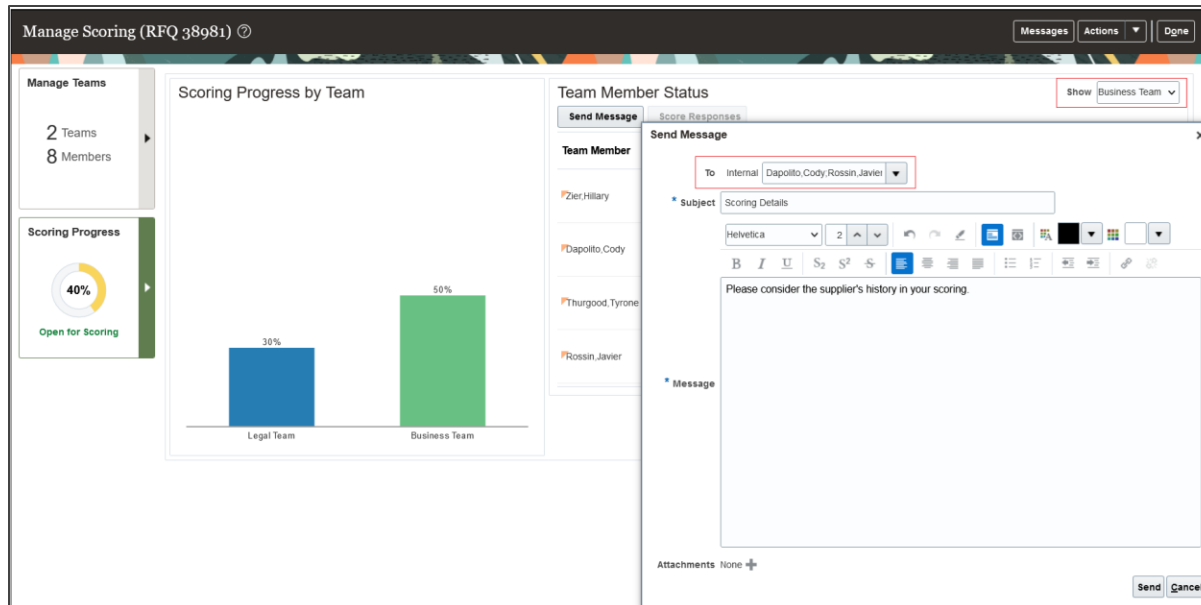 Manage Scoring (RFQ 38981) ?
Messages Actions Done
Manage Teams
2 Teams
8 Members
Scoring Progress
40%
Open for Scoring
Scoring Progress by Team
30%
50%
Legal Team Business Team
Team Member Status
Show Business Team
Send Message Score Responses
Team Member
Zier,Hillary
Dapolito,Cody
Thurgood,Tyrone
Rossin,Javier
Send Message
To Internal Dapolito,Cody;Rossin,Javier
* Subject Scoring Details
Helvetica 2
B I U S2 S2 S
* Message Please consider the supplier's history in your scoring.
Attachments None
Send Cancel